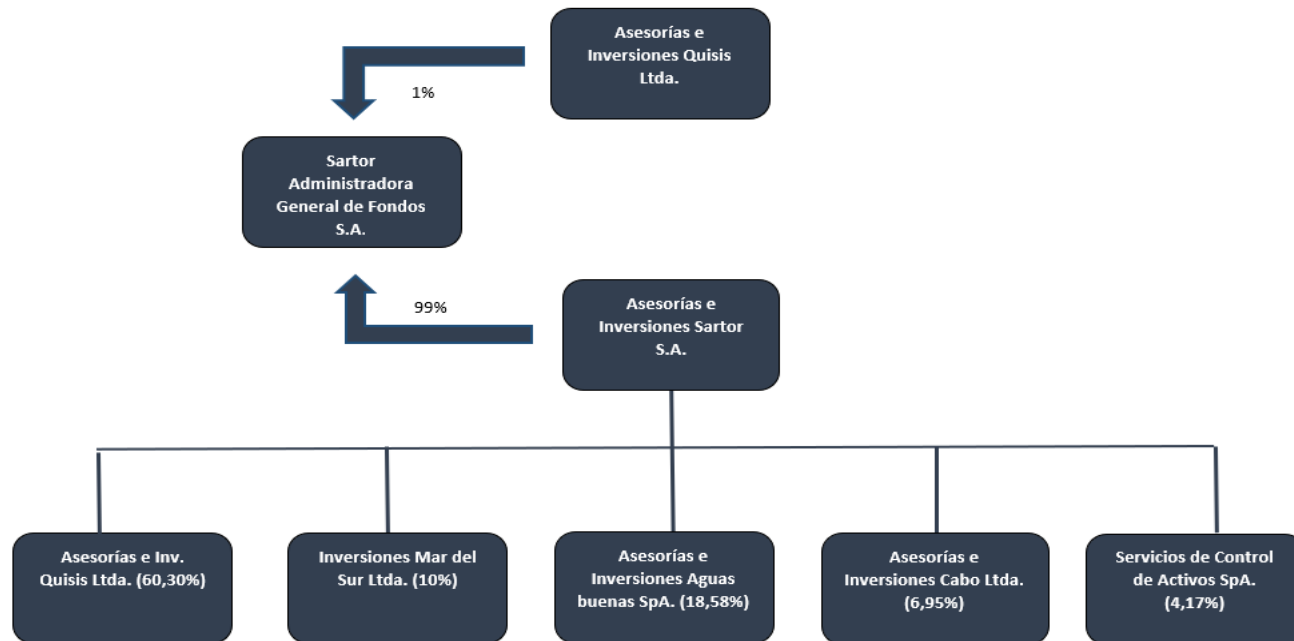 Asesorías e
Inversiones Quisis
Ltda.
1%
Sartor
Administradora
General de Fondos
S.A.
99%
Asesorías e
Inversiones Sartor
S.A.
Asesorías e Inv.
Quisis Ltda. (60,30%)
Inversiones Mar del
Sur Ltda. (10%)
Asesorías e
Inversiones Aguas
buenas SpA. (18,58%)
Asesorías e
Inversiones Cabo Ltda.
(6,95%)
Servicios de Control
de Activos SpA.
(4,17%)